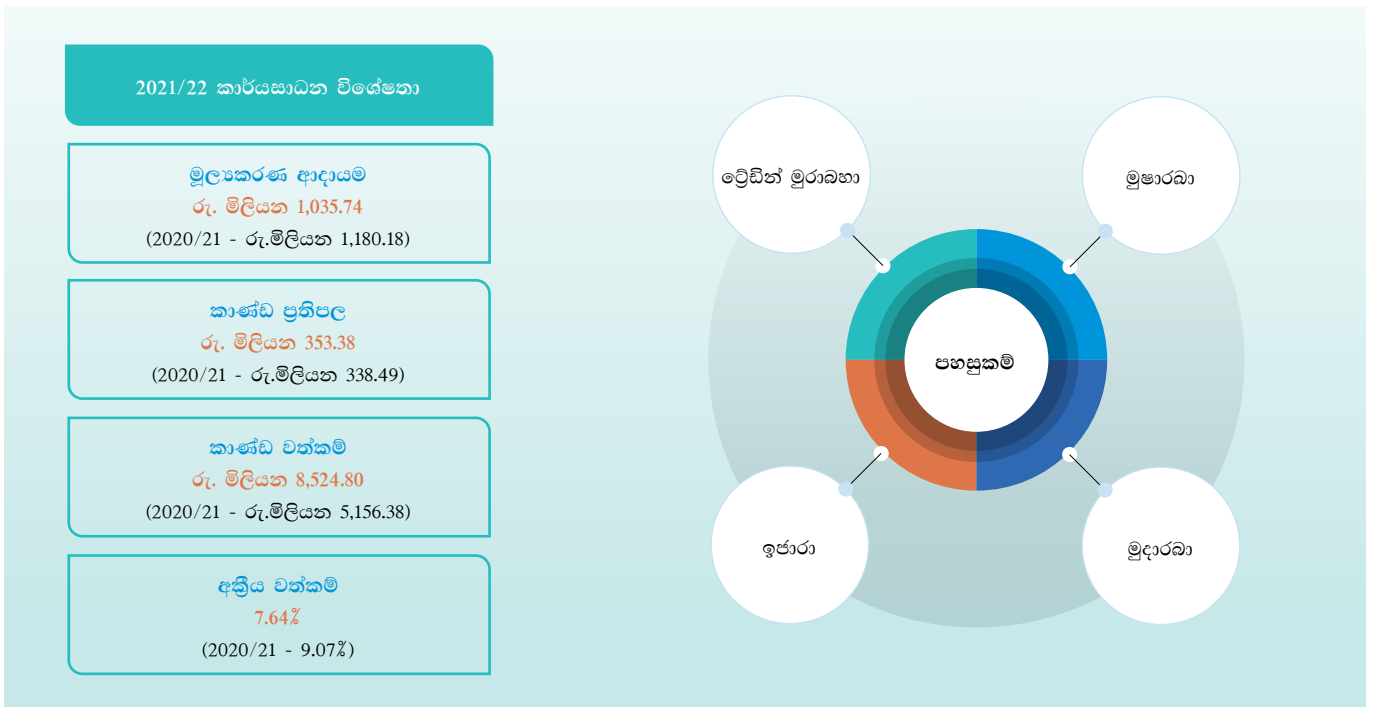 2021/22 කාර්යසාධන විශේෂතා
මූල්‍යකරණ ආදායම
රු. මිලියන 1,035.74
(2020/21 - රු.මිලියන 1,180.18)
කාණ්ඩ ප්‍රතිපල
රු. මිලියන 353.38
(2020/21 - රු.මිලියන 338.49)
කාණ්ඩ වත්කම්
රු. මිලියන 8,524.80
(2020/21 - රු.මිලියන 5,156.38)
අක්‍රීය වත්කම්
7.64%
(2020/21 - 9.07%)
ට්‍රේඩින් මුරාබහා
මුෂාරඛා
පහසුකම්
ඉජාරා
මුදාරබා